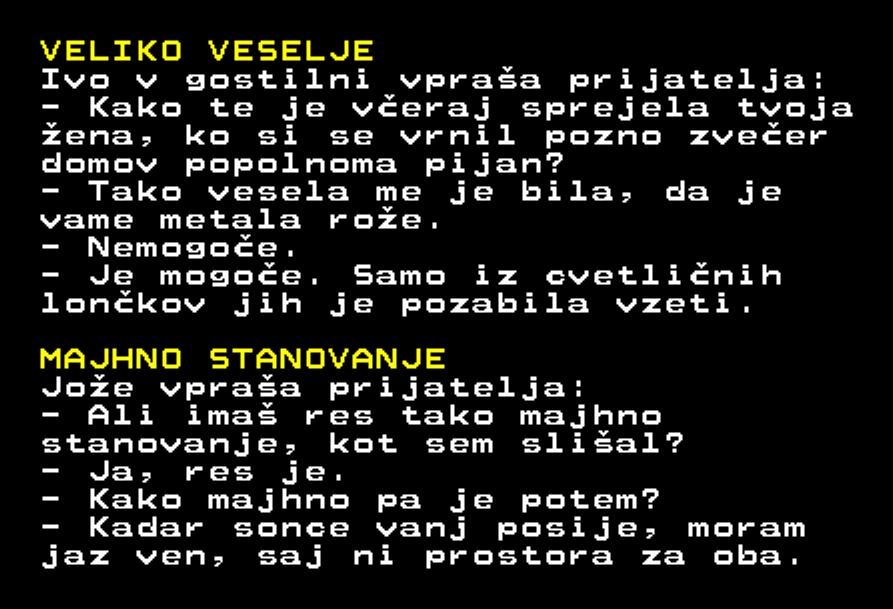 VELIKO VESELJE
Ivo v gostilni vpraša prijatelja:
- Kako te je včeraj sprejela tvoja
žena, ko si se vrnil pozno zvečer
domov popolnoma pijan?
- Tako vesela me je bila, da je
vame metala rože.
- Nemogoče.
- Je mogoče. Samo iz cvetličnih
lončkov jih je pozabila vzeti.
MAJHNO STANOVANJE
Jože vpraša prijatelja:
- Ali imaš res tako majhno
stanovanje, kot sem slišal?
- Ja, res je.
- Kako majhno pa je potem?
- Kadar sonce vanj posije, moram
jaz ven, saj ni prostora za oba.